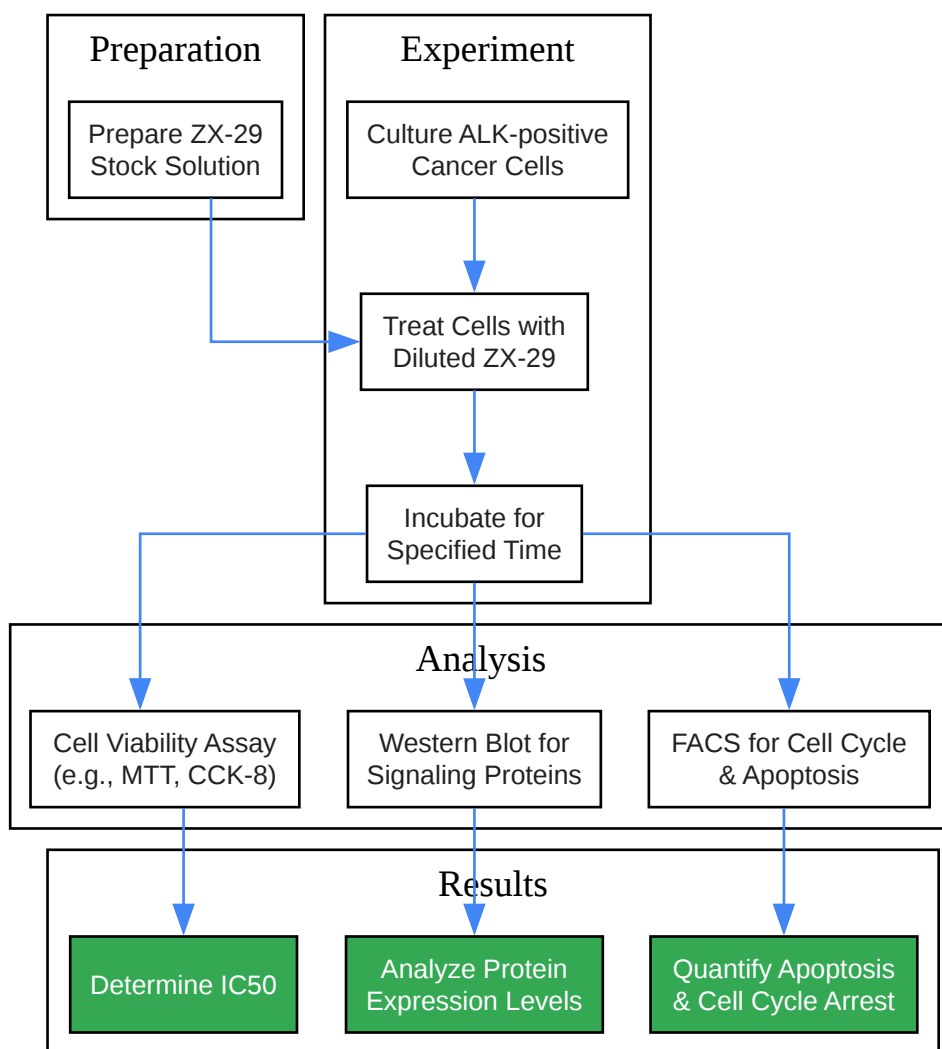 Preparation
Prepare ZX-29
Stock Solution
Experiment
Culture ALK-positive
Cancer Cells
Treat Cells with
Diluted ZX-29
Incubate for
Specified Time
Analysis
Cell Viability Assay
(e.g., MTT, CCK-8)
Western Blot for
Signaling Proteins
FACS for Cell Cycle
& Apoptosis
Results
Determine IC50
Analyze Protein
Expression Levels
Quantify Apoptosis
& Cell Cycle Arrest